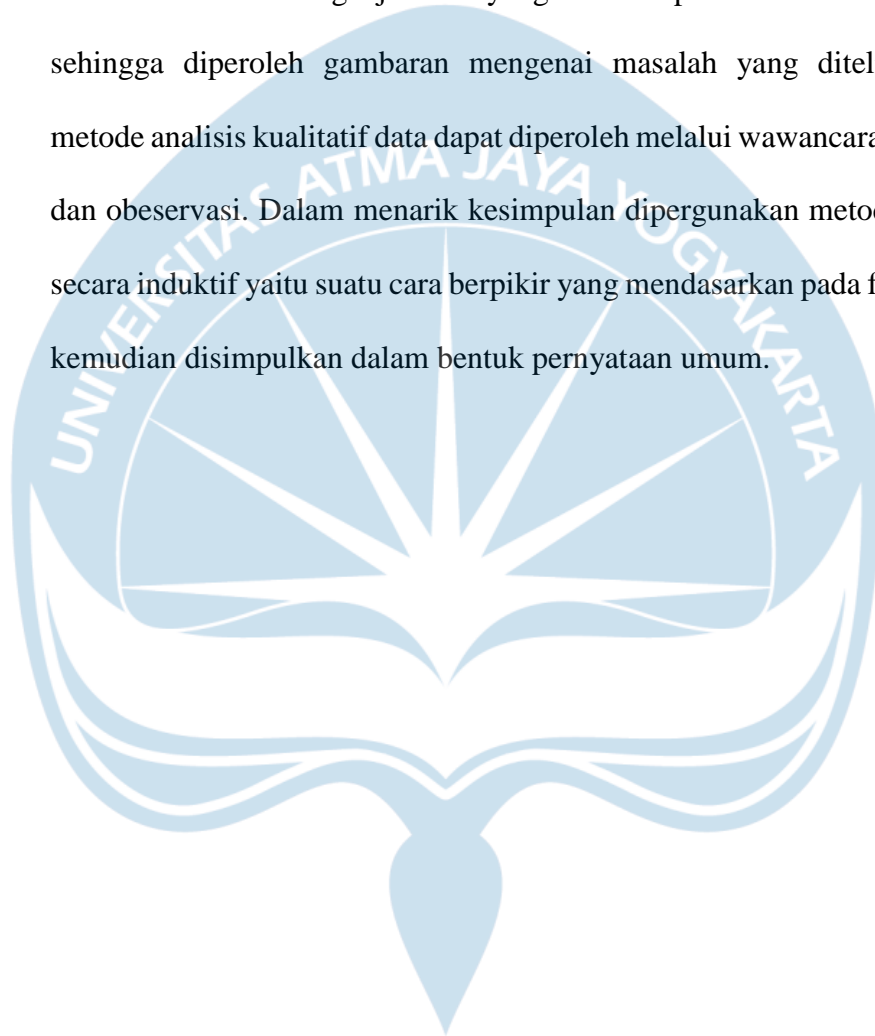 sehingga diperoleh gambaran mengenai masalah yang
metode analisis kualitatif data dapat diperoleh melalui wawancara
dan obeservasi. Dalam menarik kesimpulan dipergunakan
secara induktif yaitu suatu cara berpikir yang mendasarkan pada
kemudian disimpulkan dalam bentuk pernyataan umum.
UNIVERSITAS ATMA JAYA YOGYAKARTA